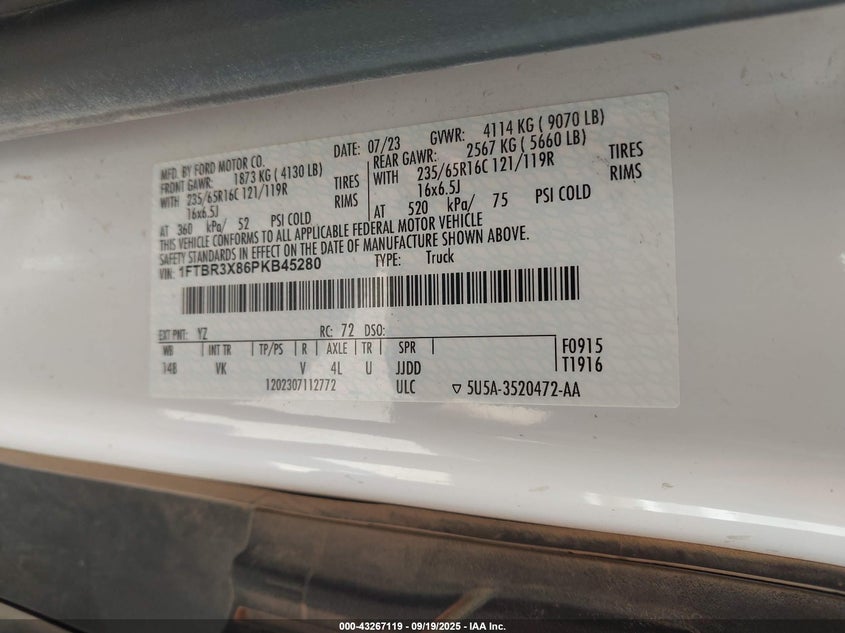 MFD. BY FORD MOTOR CO.
DATE: 07/23 GVWR: 4114 KG ( 9070 LB)
FRONT GAWR: 1873 KG ( 4130 LB) REAR GAWR: 2567 KG ( 5660 LB)
WITH 235/65R16C 121/119R TIRES WITH 235/65R16C 121/119R TIRES
16x6.5J RIMS 16x6.5J RIMS
AT 360 kPa/ 52 PSI COLD AT 520 kPa/ 75 PSI COLD
THIS VEHICLE CONFORMS TO ALL APPLICABLE FEDERAL MOTOR VEHICLE
SAFETY STANDARDS IN EFFECT ON THE DATE OF MANUFACTURE SHOWN ABOVE.
VIN: 1FTBR3X86PKB45280 TYPE: Truck
EXT PNT: YZ RC: 72 DSO:
WB INT TR TP/PS R AXLE TR SPR F0915
148 VK V 4L U JJDD T1916
1202307112772 ULC ▽ 5U5A-3520472-AA
000-43267119 - 09/19/2025 - IAA Inc.